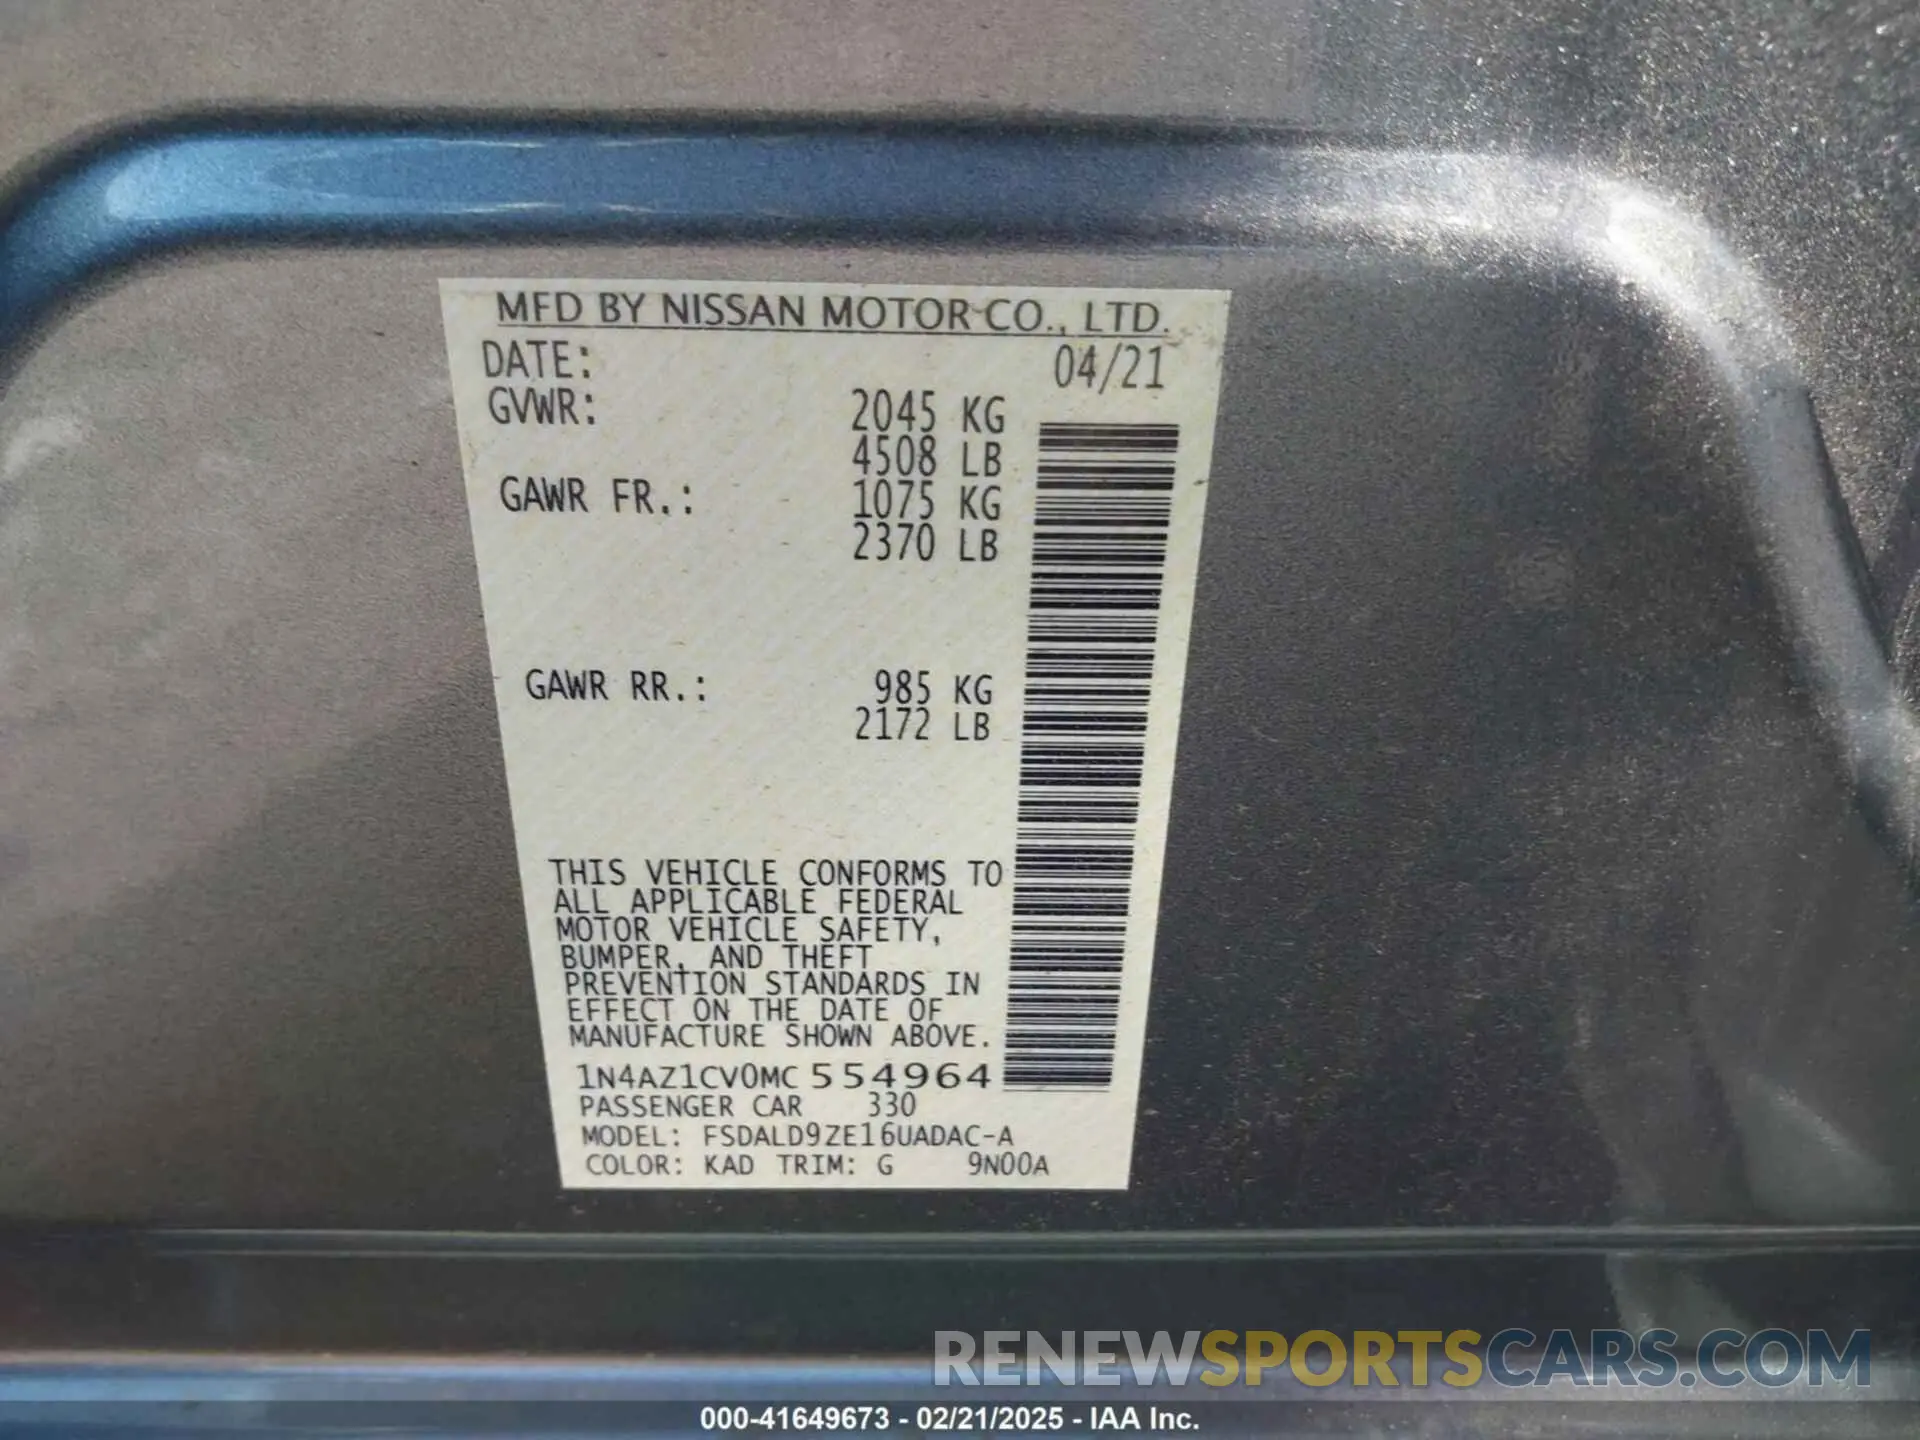 MFD BY NISSAN MOTOR CO., LTD.
DATE: 04/21
GVWR: 2045 KG
4508 LB
GAWR FR.: 1075 KG
2370 LB
GAWR RR.: 985 KG
2172 LB
THIS VEHICLE CONFORMS TO
ALL APPLICABLE FEDERAL
MOTOR VEHICLE SAFETY,
BUMPER, AND THEFT
PREVENTION STANDARDS IN
EFFECT ON THE DATE OF
MANUFACTURE SHOWN ABOVE.
1N4AZ1CV0MC554964
PASSENGER CAR 330
MODEL: FSDALD9ZE16UADAC-A
COLOR: KAD TRIM: G 9N00A
RENEWSPORTSCARS.COM
000-41649673 - 02/21/2025 - IAA Inc.